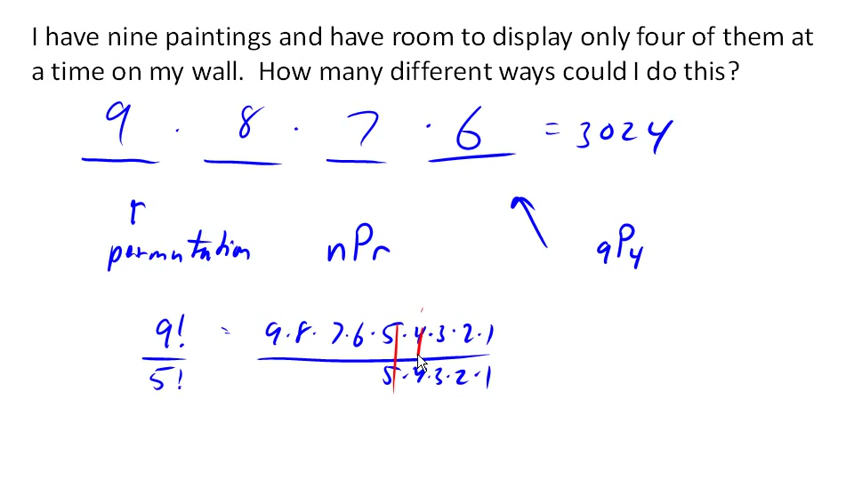 I have nine paintings and have room to display only four of them at
a time on my wall. How many different ways could I do this?
9 · 8 · 7 · 6 = 3024
permutation nPr 9P4
9! = 9·8·7·6·5·4·3·2·1
5! 5·4·3·2·1